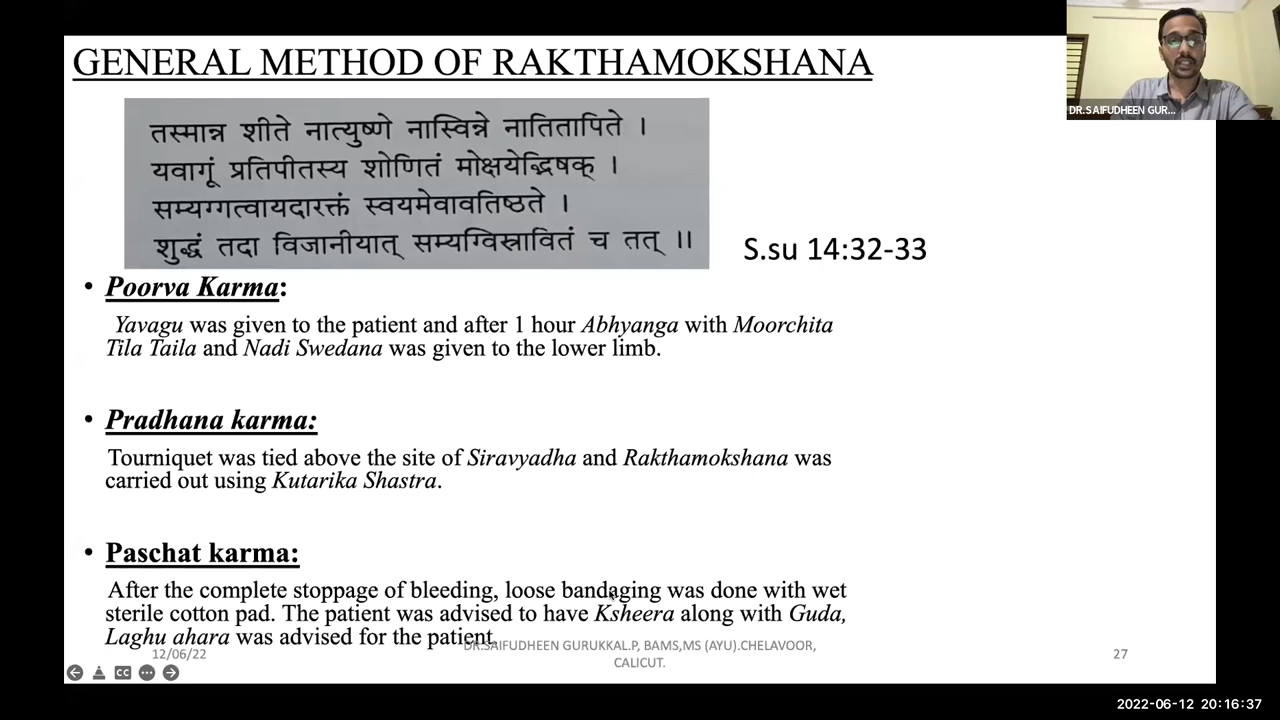 GENERAL METHOD OF RAKTHAMOKSHANA
DR.SAIFUDHEEN GUR...
तस्मान्न शीते नात्युष्णे नास्विन्ने नातितापिते ।
यवागूं प्रतिपीतस्य शोणितं मोक्षयेद्भिषक् ।
सम्यग्गत्वायदारक्तं स्वयमेवावतिष्ठते ।
शुद्धं तदा विजानीयात् सम्यग्विस्रावितं च तत् ।।
S.su 14:32-33
• Poorva Karma:
Yavagu was given to the patient and after 1 hour Abhyanga with Moorchita
Tila Taila and Nadi Swedana was given to the lower limb.
• Pradhana karma:
Tourniquet was tied above the site of Siravyadha and Rakthamokshana was
carried out using Kutarika Shastra.
• Paschat karma:
After the complete stoppage of bleeding, loose bandaging was done with wet
sterile cotton pad. The patient was advised to have Ksheera along with Guda,
Laghu ahara was advised for the patient.
12/06/22
DR.SAIFUDHEEN GURUKKAL.P, BAMS,MS (AYU).CHELAVOOR,
CALICUT.
27
CC
2022-06-12 20:16:37